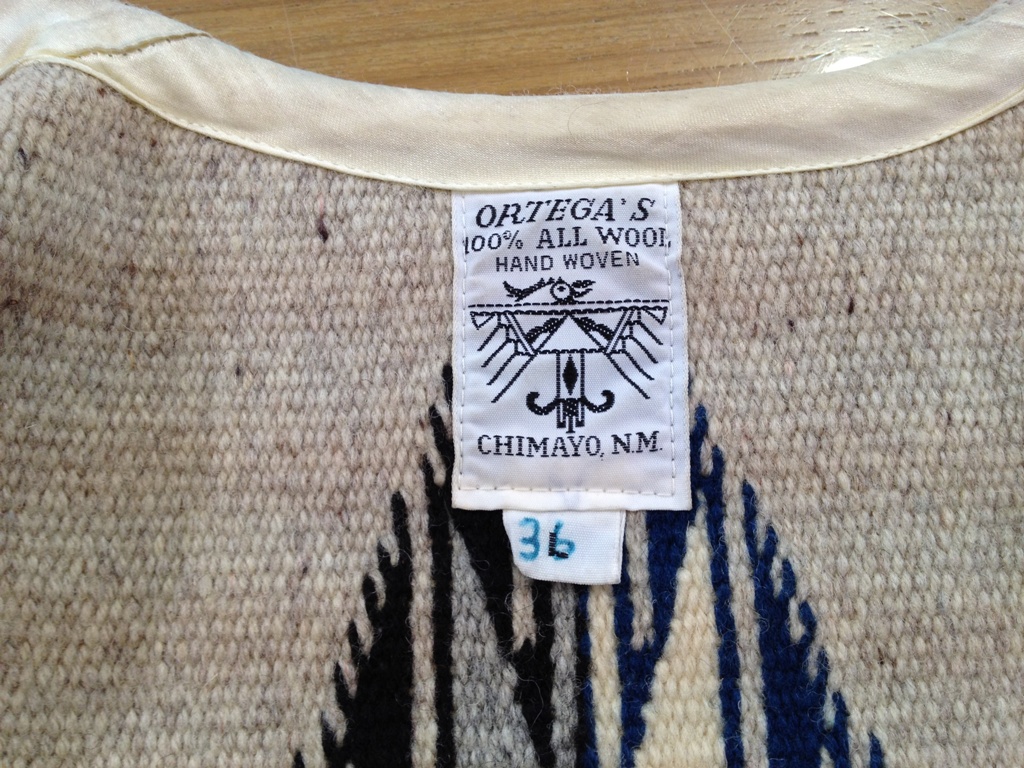 ORTEGA'S
100% ALL WOOL
HAND WOVEN
CHIMAYO, N.M.
36